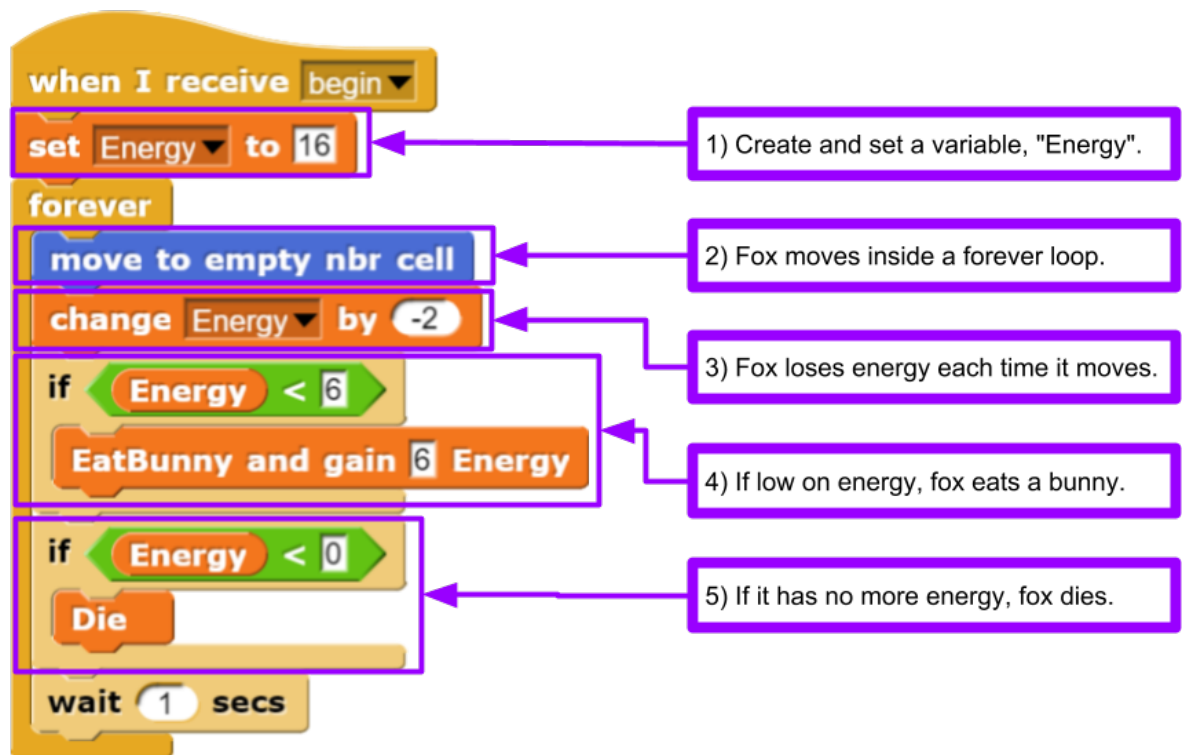 when I receive begin
set Energy to 16
1) Create and set a variable, "Energy".
forever
move to empty nbr cell
2) Fox moves inside a forever loop.
change Energy by -2
3) Fox loses energy each time it moves.
if Energy < 6
EatBunny and gain 6 Energy
4) If low on energy, fox eats a bunny.
if Energy < 0
Die
5) If it has no more energy, fox dies.
wait 1 secs